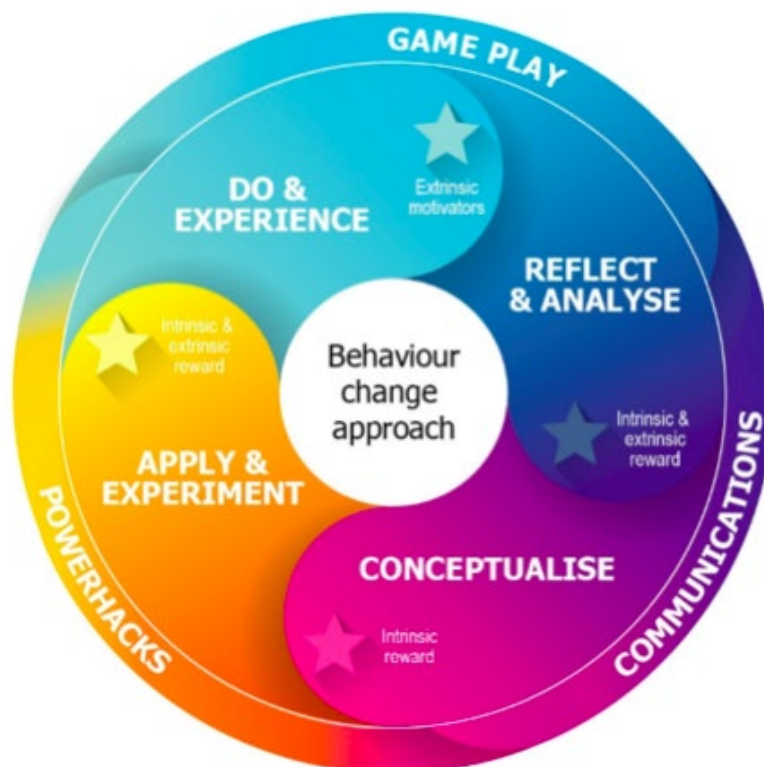 GAME PLAY
DO &
EXPERIENCE
Extrinsic
motivators
REFLECT
& ANALYSE
Intrinsic &
extrinsic
reward
Behaviour
change
approach
Intrinsic &
extrinsic
reward
APPLY &
EXPERIMENT
CONCEPTUALISE
Intrinsic
reward
POWERHACKS
COMMUNICATIONS